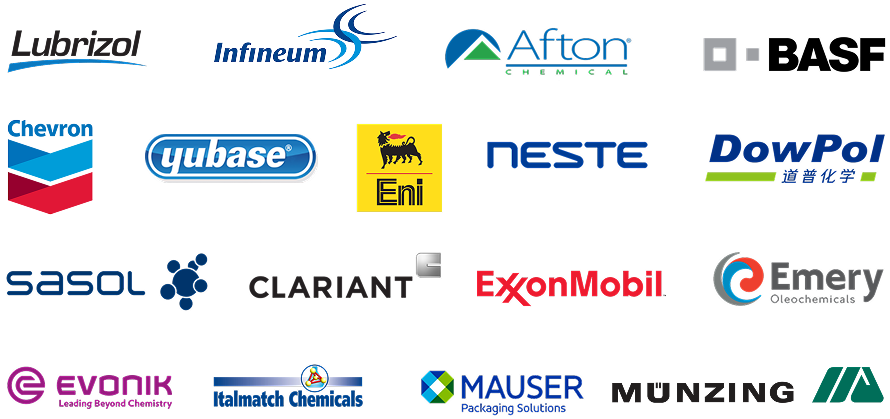 Lubrizol
Infineum
Afton®
CHEMICAL
BASF
Chevron
yubase®
Eni
NESTE
DowPol
道普化学
sasol
CLARIANT
ExxonMobil
Emery
Oleochemicals
EVONIK
Leading Beyond Chemistry
Italmatch Chemicals
MAUSER
Packaging Solutions
MÜNZING